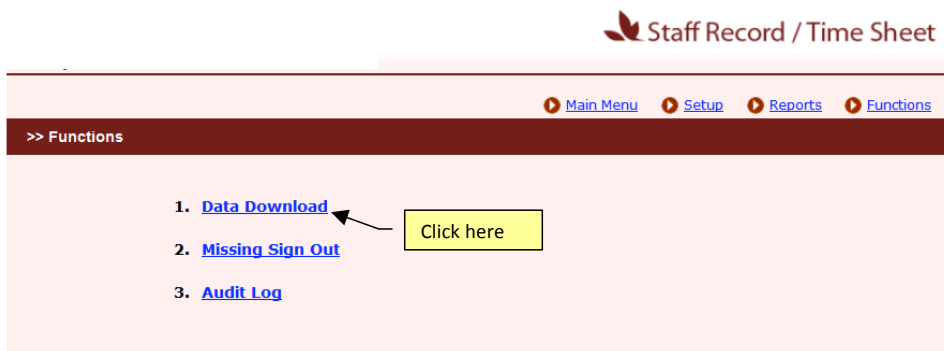 Staff Record / Time Sheet
Main Menu Setup Reports Functions
>> Functions
1. Data Download
Click here
2. Missing Sign Out
3. Audit Log